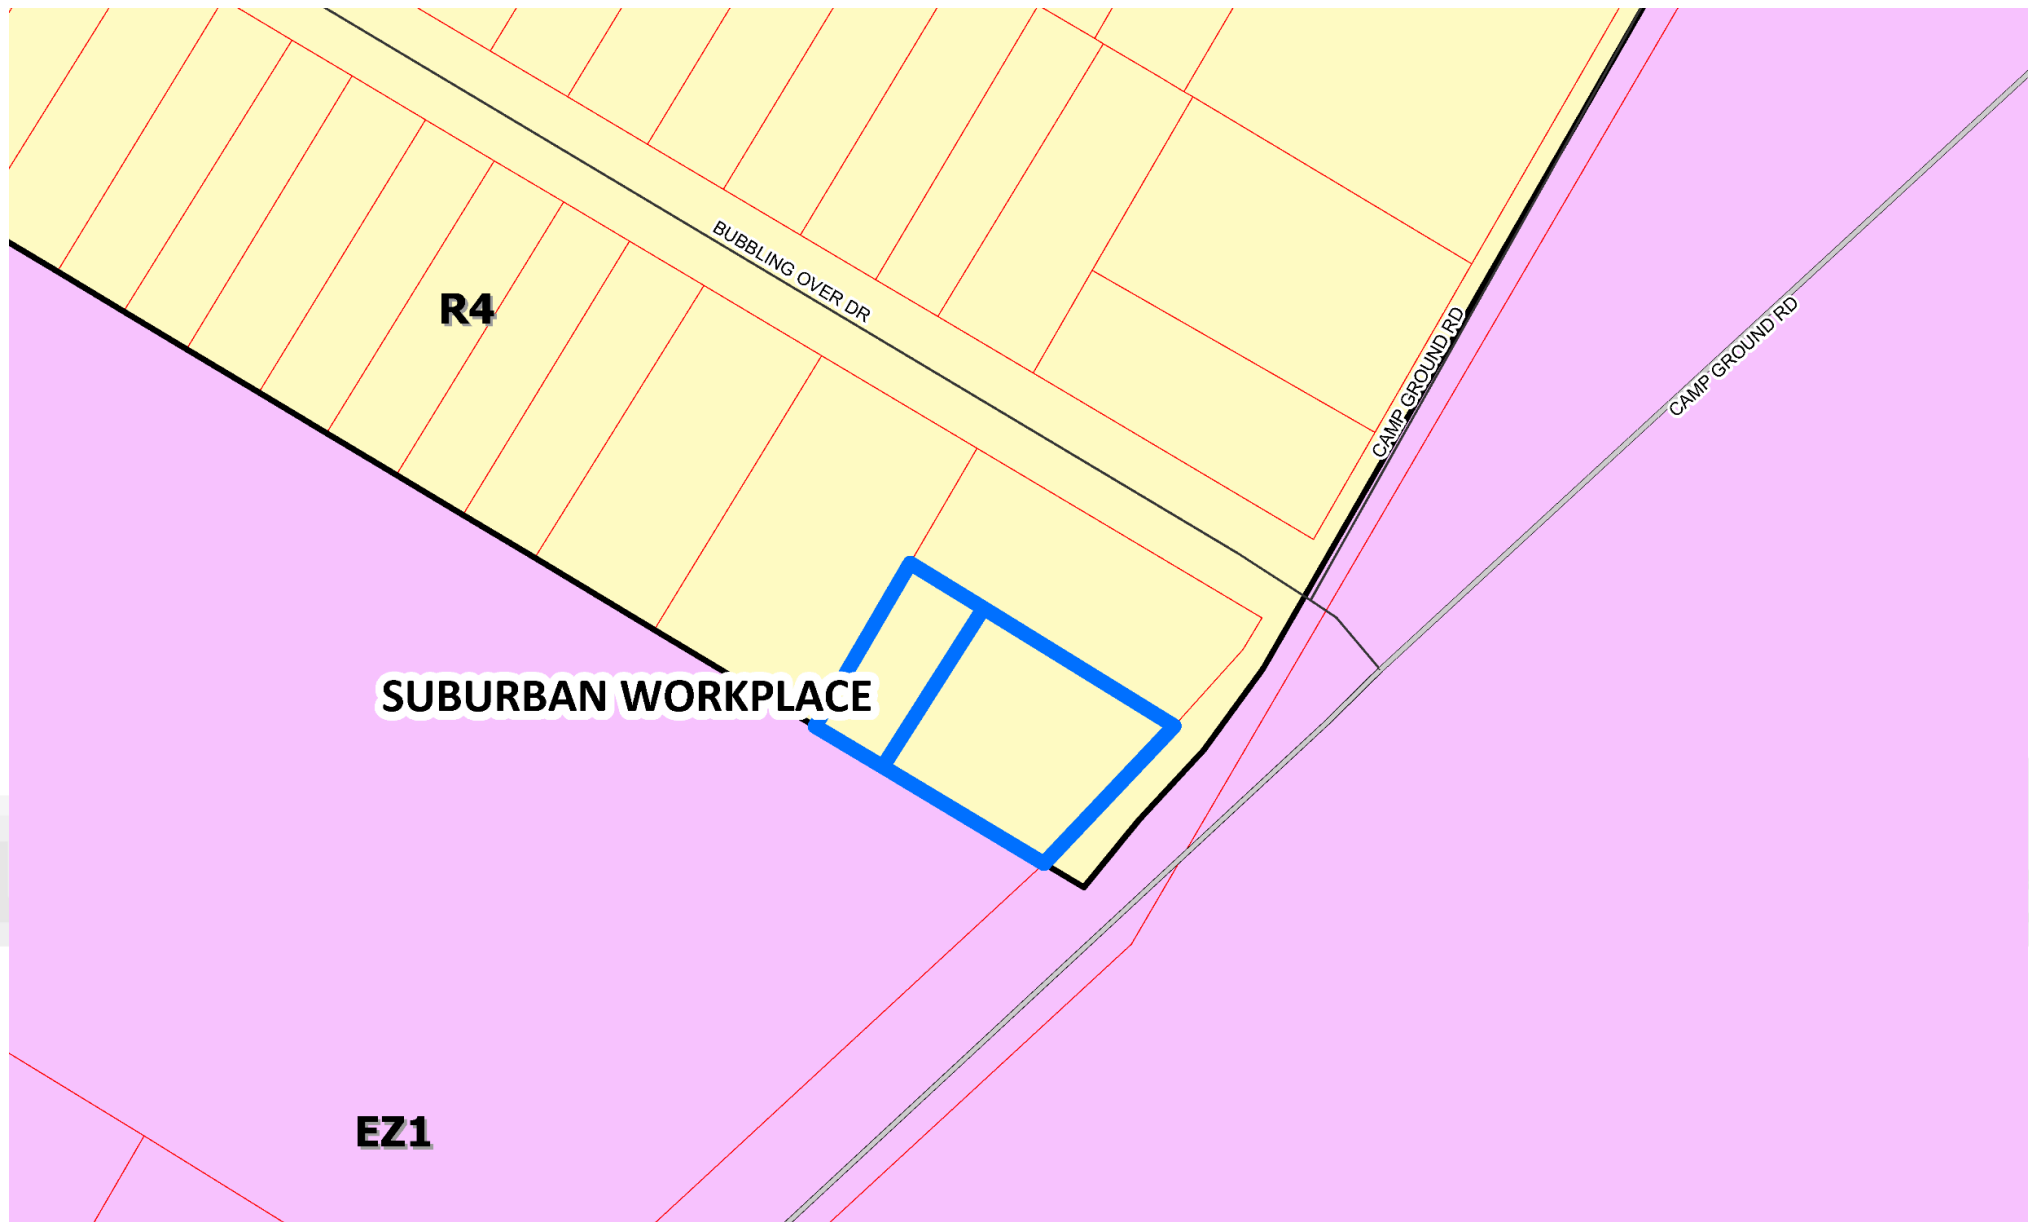 BUBBLING OVER DR
R4
CAMP GROUND RD
CAMP GROUND RD
SUBURBAN WORKPLACE
EZ1